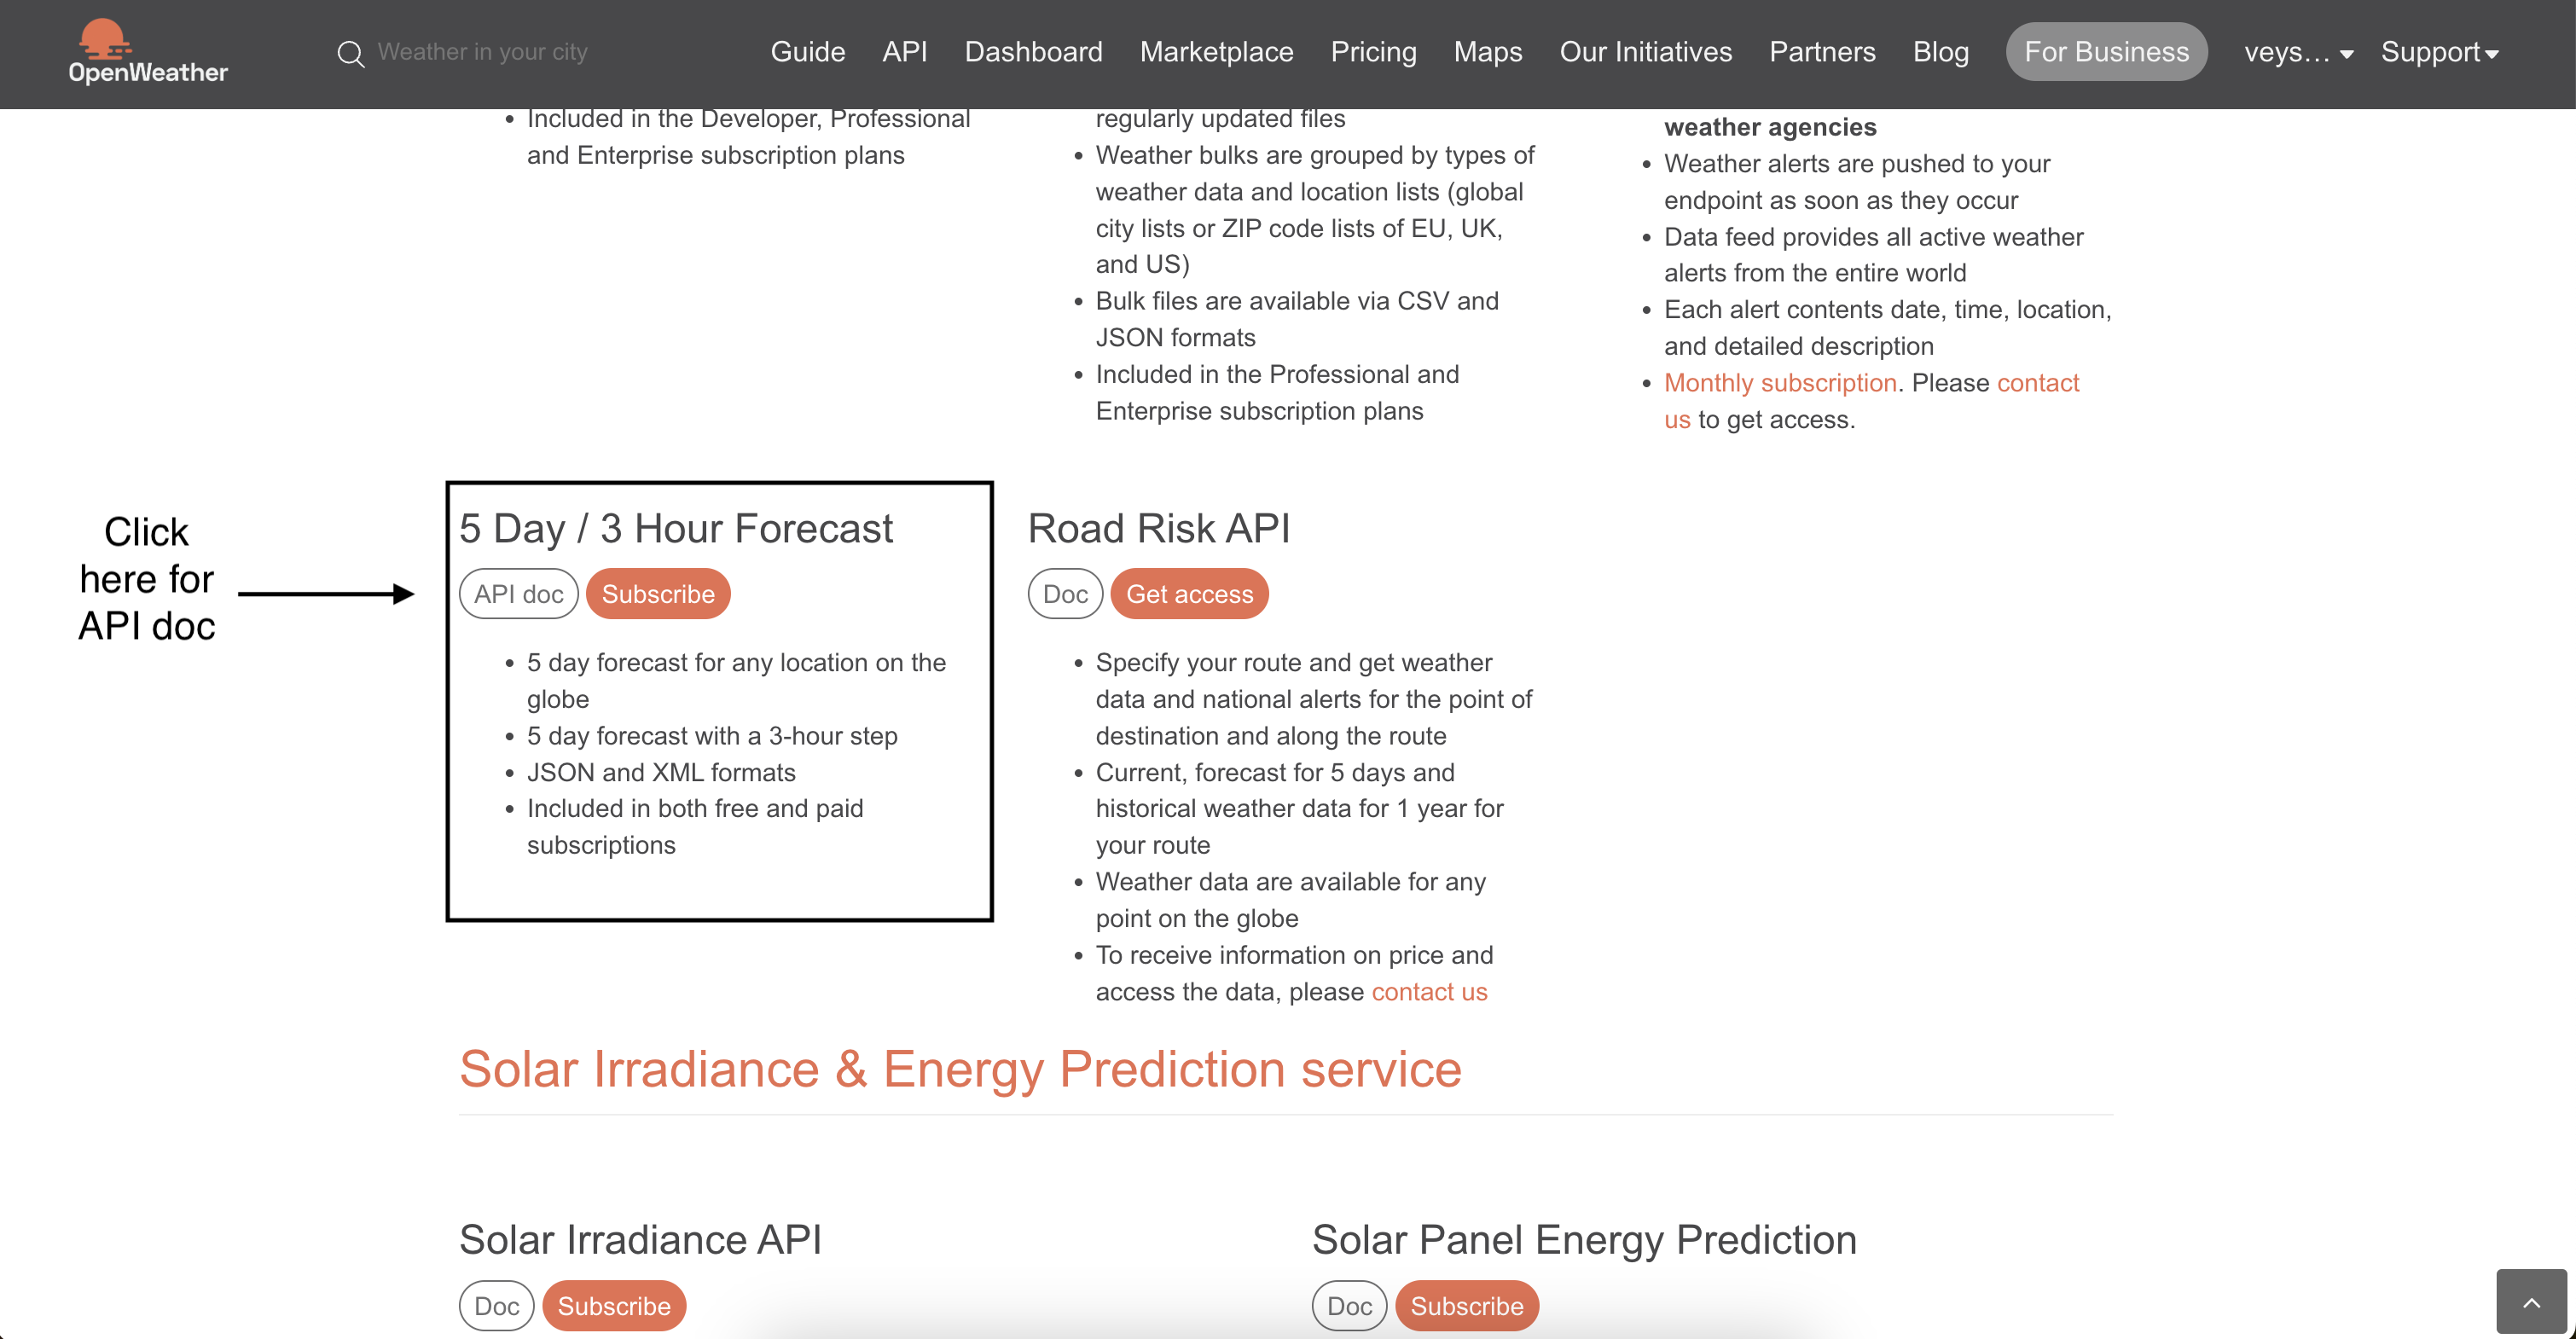 OpenWeather
Weather in your city
Guide API Dashboard Marketplace Pricing Maps Our Initiatives Partners Blog For Business veys... Support
Included in the Developer, Professional
and Enterprise subscription plans
regularly updated files
Weather bulks are grouped by types of
weather data and location lists (global
city lists or ZIP code lists of EU, UK,
and US)
Bulk files are available via CSV and
JSON formats
Included in the Professional and
Enterprise subscription plans
weather agencies
Weather alerts are pushed to your
endpoint as soon as they occur
Data feed provides all active weather
alerts from the entire world
Each alert contents date, time, location,
and detailed description
Monthly subscription. Please contact
us to get access.
Click
here for
API doc
5 Day / 3 Hour Forecast
API doc Subscribe
5 day forecast for any location on the
globe
5 day forecast with a 3-hour step
JSON and XML formats
Included in both free and paid
subscriptions
Road Risk API
Doc Get access
Specify your route and get weather
data and national alerts for the point of
destination and along the route
Current, forecast for 5 days and
historical weather data for 1 year for
your route
Weather data are available for any
point on the globe
To receive information on price and
access the data, please contact us
Solar Irradiance & Energy Prediction service
Solar Irradiance API
Doc Subscribe
Solar Panel Energy Prediction
Doc Subscribe